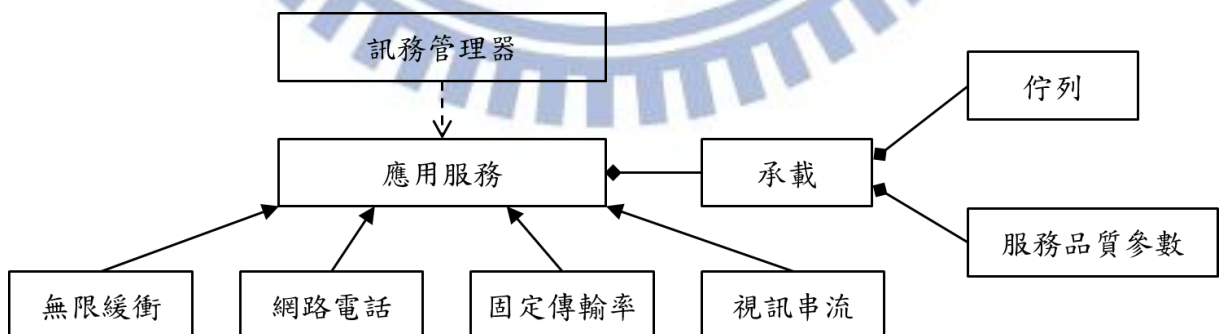 訊務管理器
佇列
應用服務
承載
服務品質參數
無限緩衝
網路電話
固定傳輸率
視訊串流